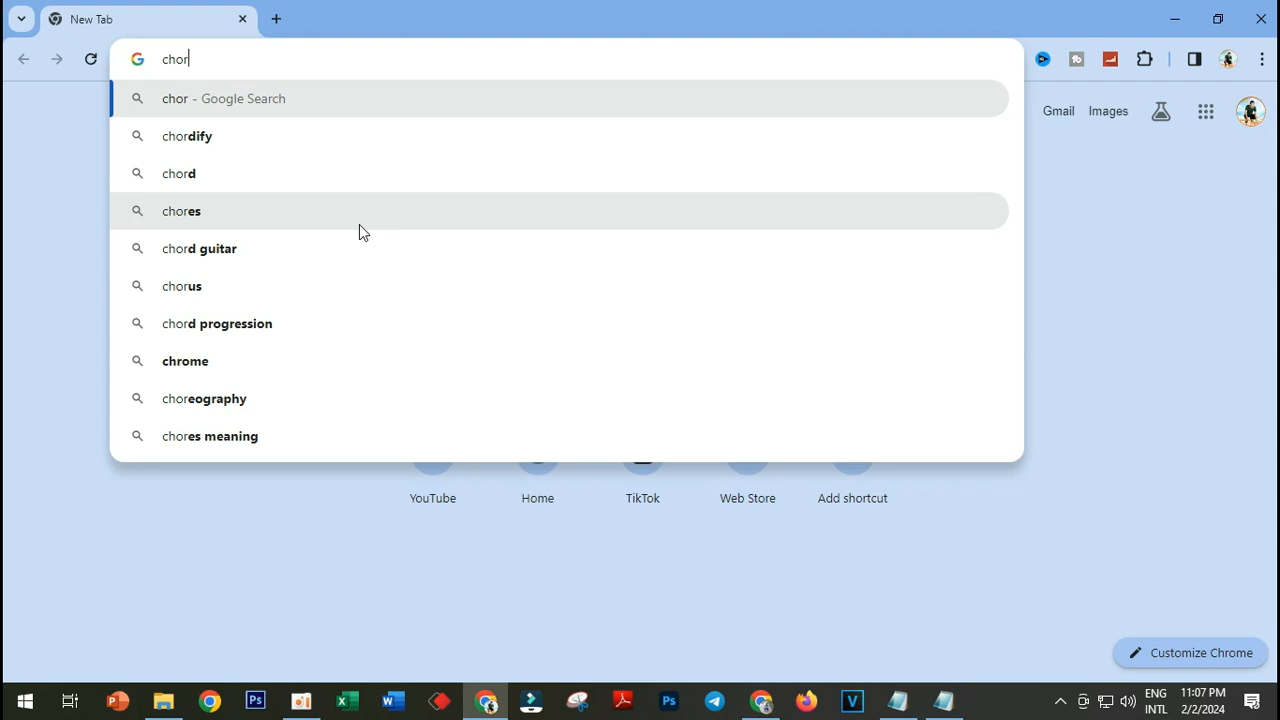 New Tab
chor
chor - Google Search
chordify
chord
chores
chord guitar
chorus
chord progression
chrome
choreography
chores meaning
Gmail Images
YouTube Home TikTok Web Store Add shortcut
Customize Chrome
ENG 11:07 PM
INTL 2/2/2024